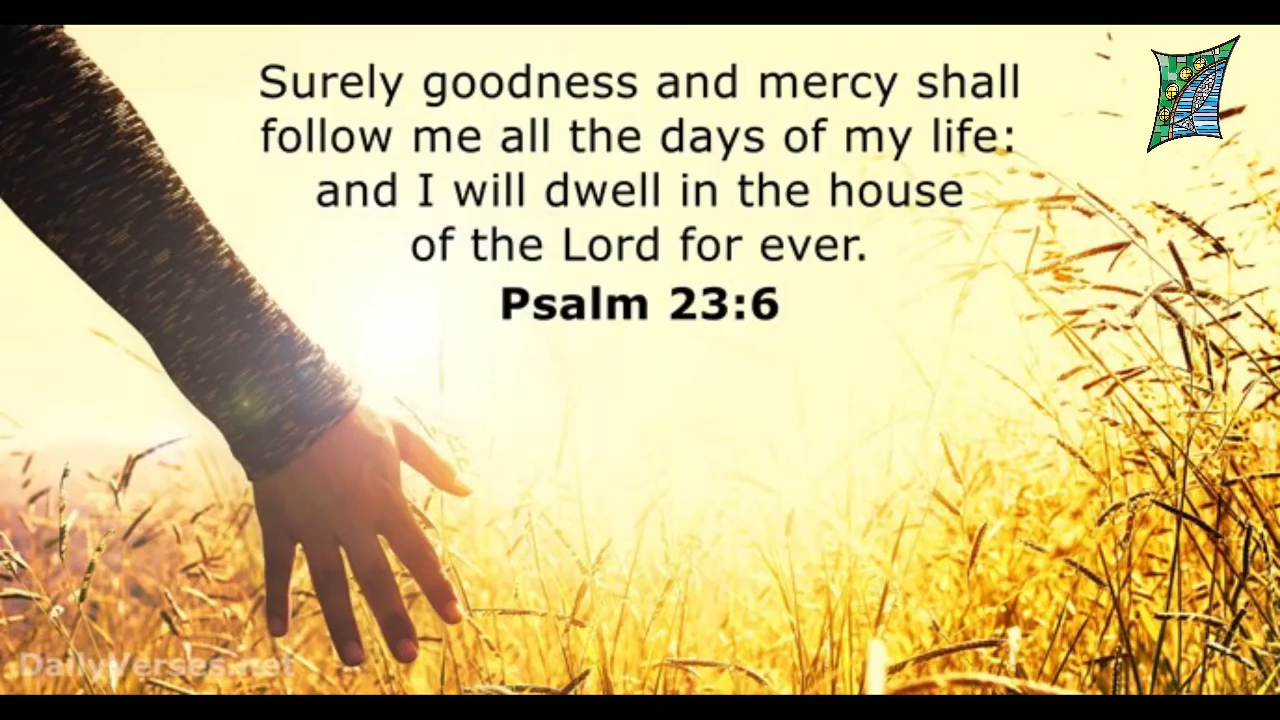 Surely goodness and mercy shall
follow me all the days of my life:
and I will dwell in the house
of the Lord for ever.
Psalm 23:6
DailyVerses.net